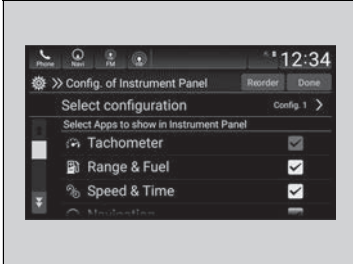 Phone Navi FM
12:34
Config. of Instrument Panel Reorder Done
Select configuration Config. 1
Select Apps to show in Instrument Panel
Tachometer
Range & Fuel
Speed & Time
Navigation